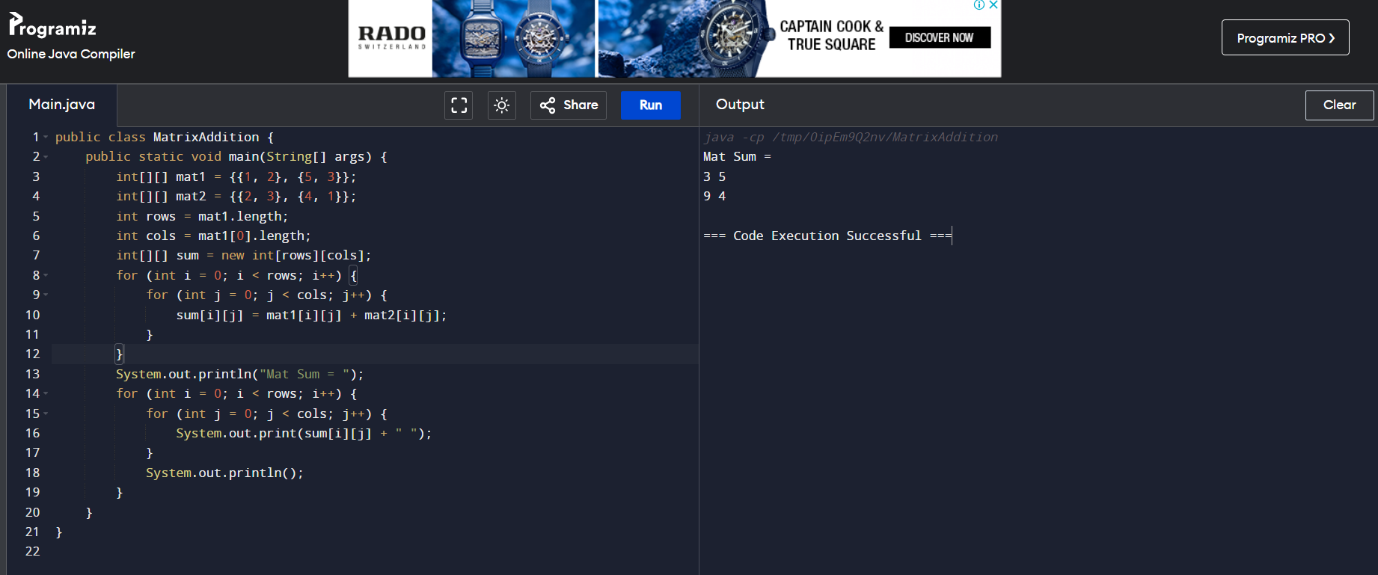 Programiz
Online Java Compiler
RADO
SWITZERLAND
CAPTAIN COOK &
TRUE SQUARE
DISCOVER NOW
Programiz PRO
Main.java
Share
Run
Output
Clear
1 public class MatrixAddition {
2     public static void main(String[] args) {
3         int[][] mat1 = {{1, 2}, {5, 3}};
4         int[][] mat2 = {{2, 3}, {4, 1}};
5         int rows = mat1.length;
6         int cols = mat1[0].length;
7         int[][] sum = new int[rows][cols];
8         for (int i = 0; i < rows; i++) {
9             for (int j = 0; j < cols; j++) {
10                 sum[i][j] = mat1[i][j] + mat2[i][j];
11             }
12         }
13         System.out.println("Mat Sum = ");
14         for (int i = 0; i < rows; i++) {
15             for (int j = 0; j < cols; j++) {
16                 System.out.print(sum[i][j] + " ");
17             }
18             System.out.println();
19         }
20     }
21 }
22
java -cp /tmp/0ipEm9Q2nv/MatrixAddition
Mat Sum =
3 5
9 4
=== Code Execution Successful ===